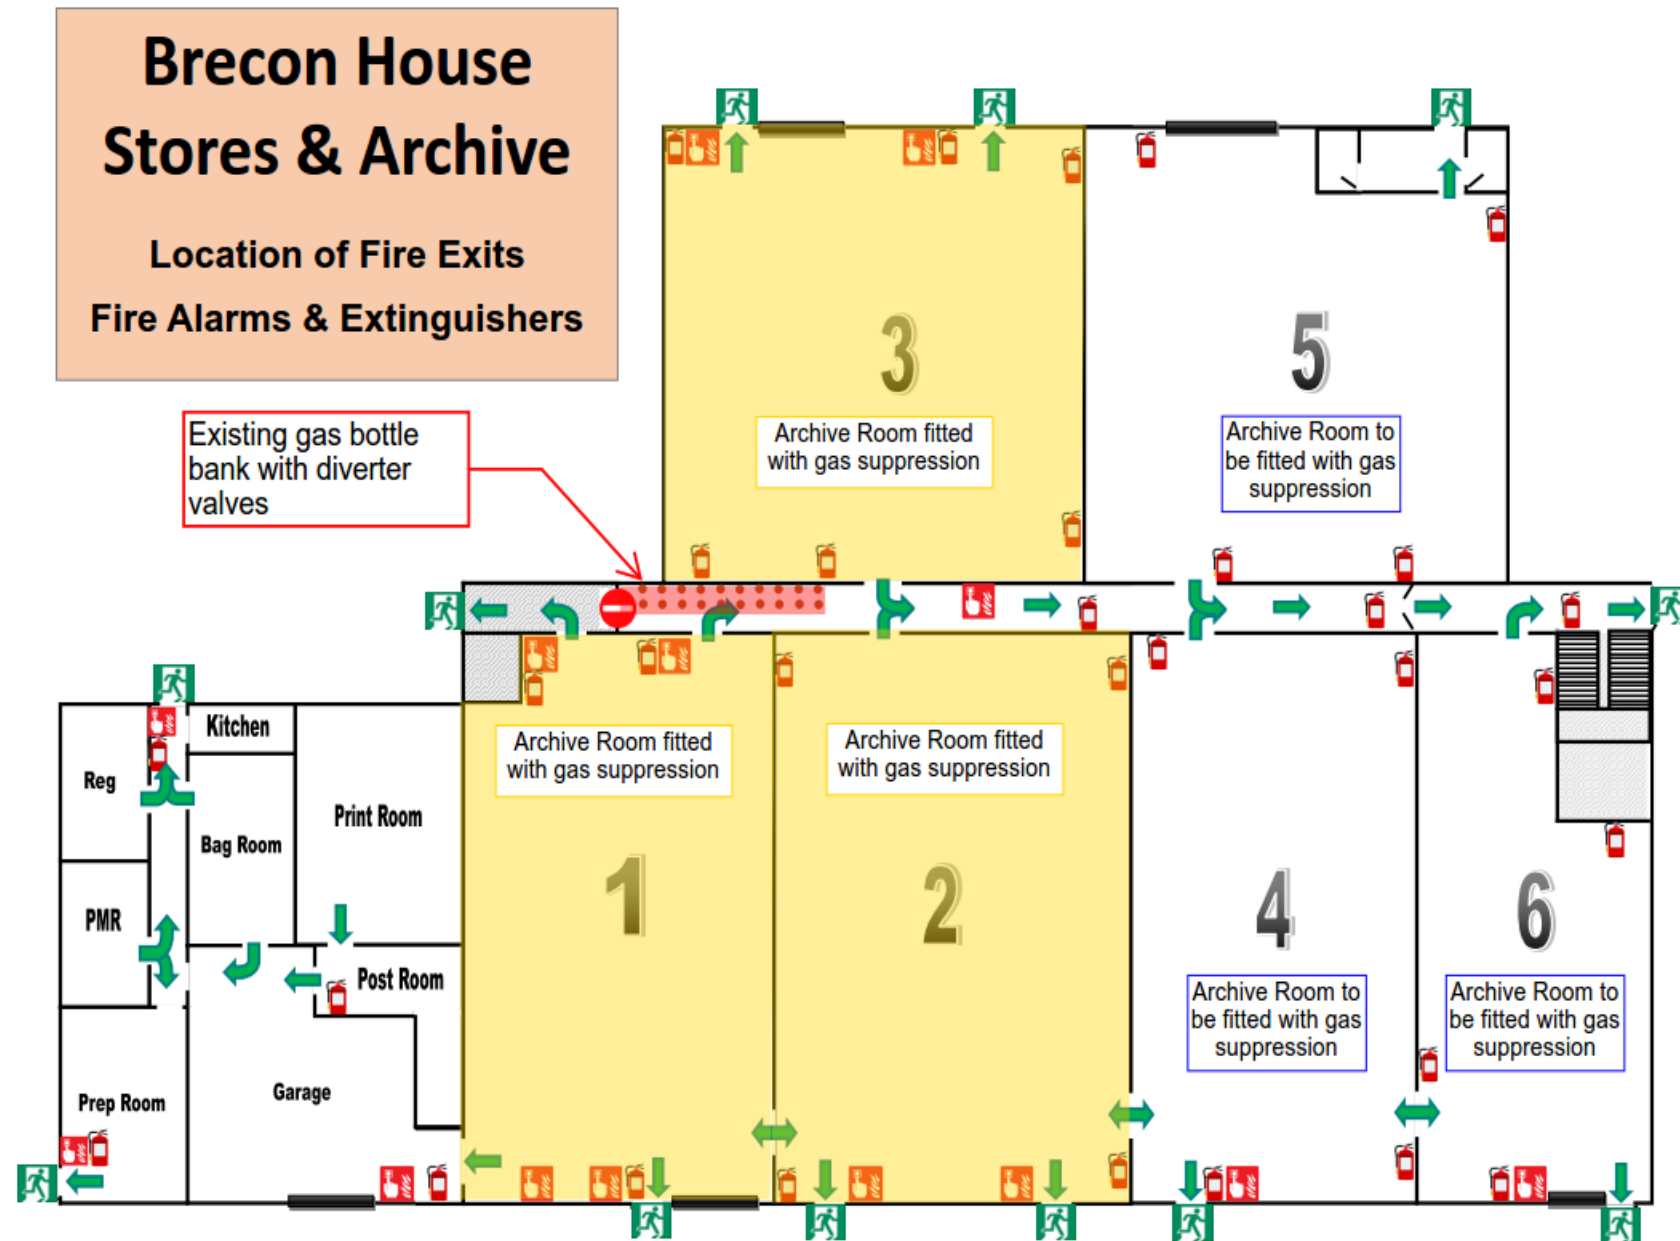 Brecon House
Stores & Archive
Location of Fire Exits
Fire Alarms & Extinguishers
Existing gas bottle
bank with diverter
valves
3
Archive Room fitted
with gas suppression
5
Archive Room to
be fitted with gas
suppression
Reg
Kitchen
Print Room
Bag Room
PMR
Post Room
Prep Room
Garage
Archive Room fitted
with gas suppression
1
Archive Room fitted
with gas suppression
2
4
Archive Room to
be fitted with gas
suppression
6
Archive Room to
be fitted with gas
suppression